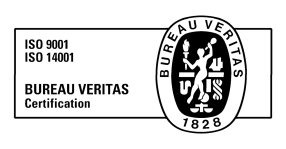 ISO 9001
ISO 14001
BUREAU VERITAS
Certification
BUREAU VERITAS
1828